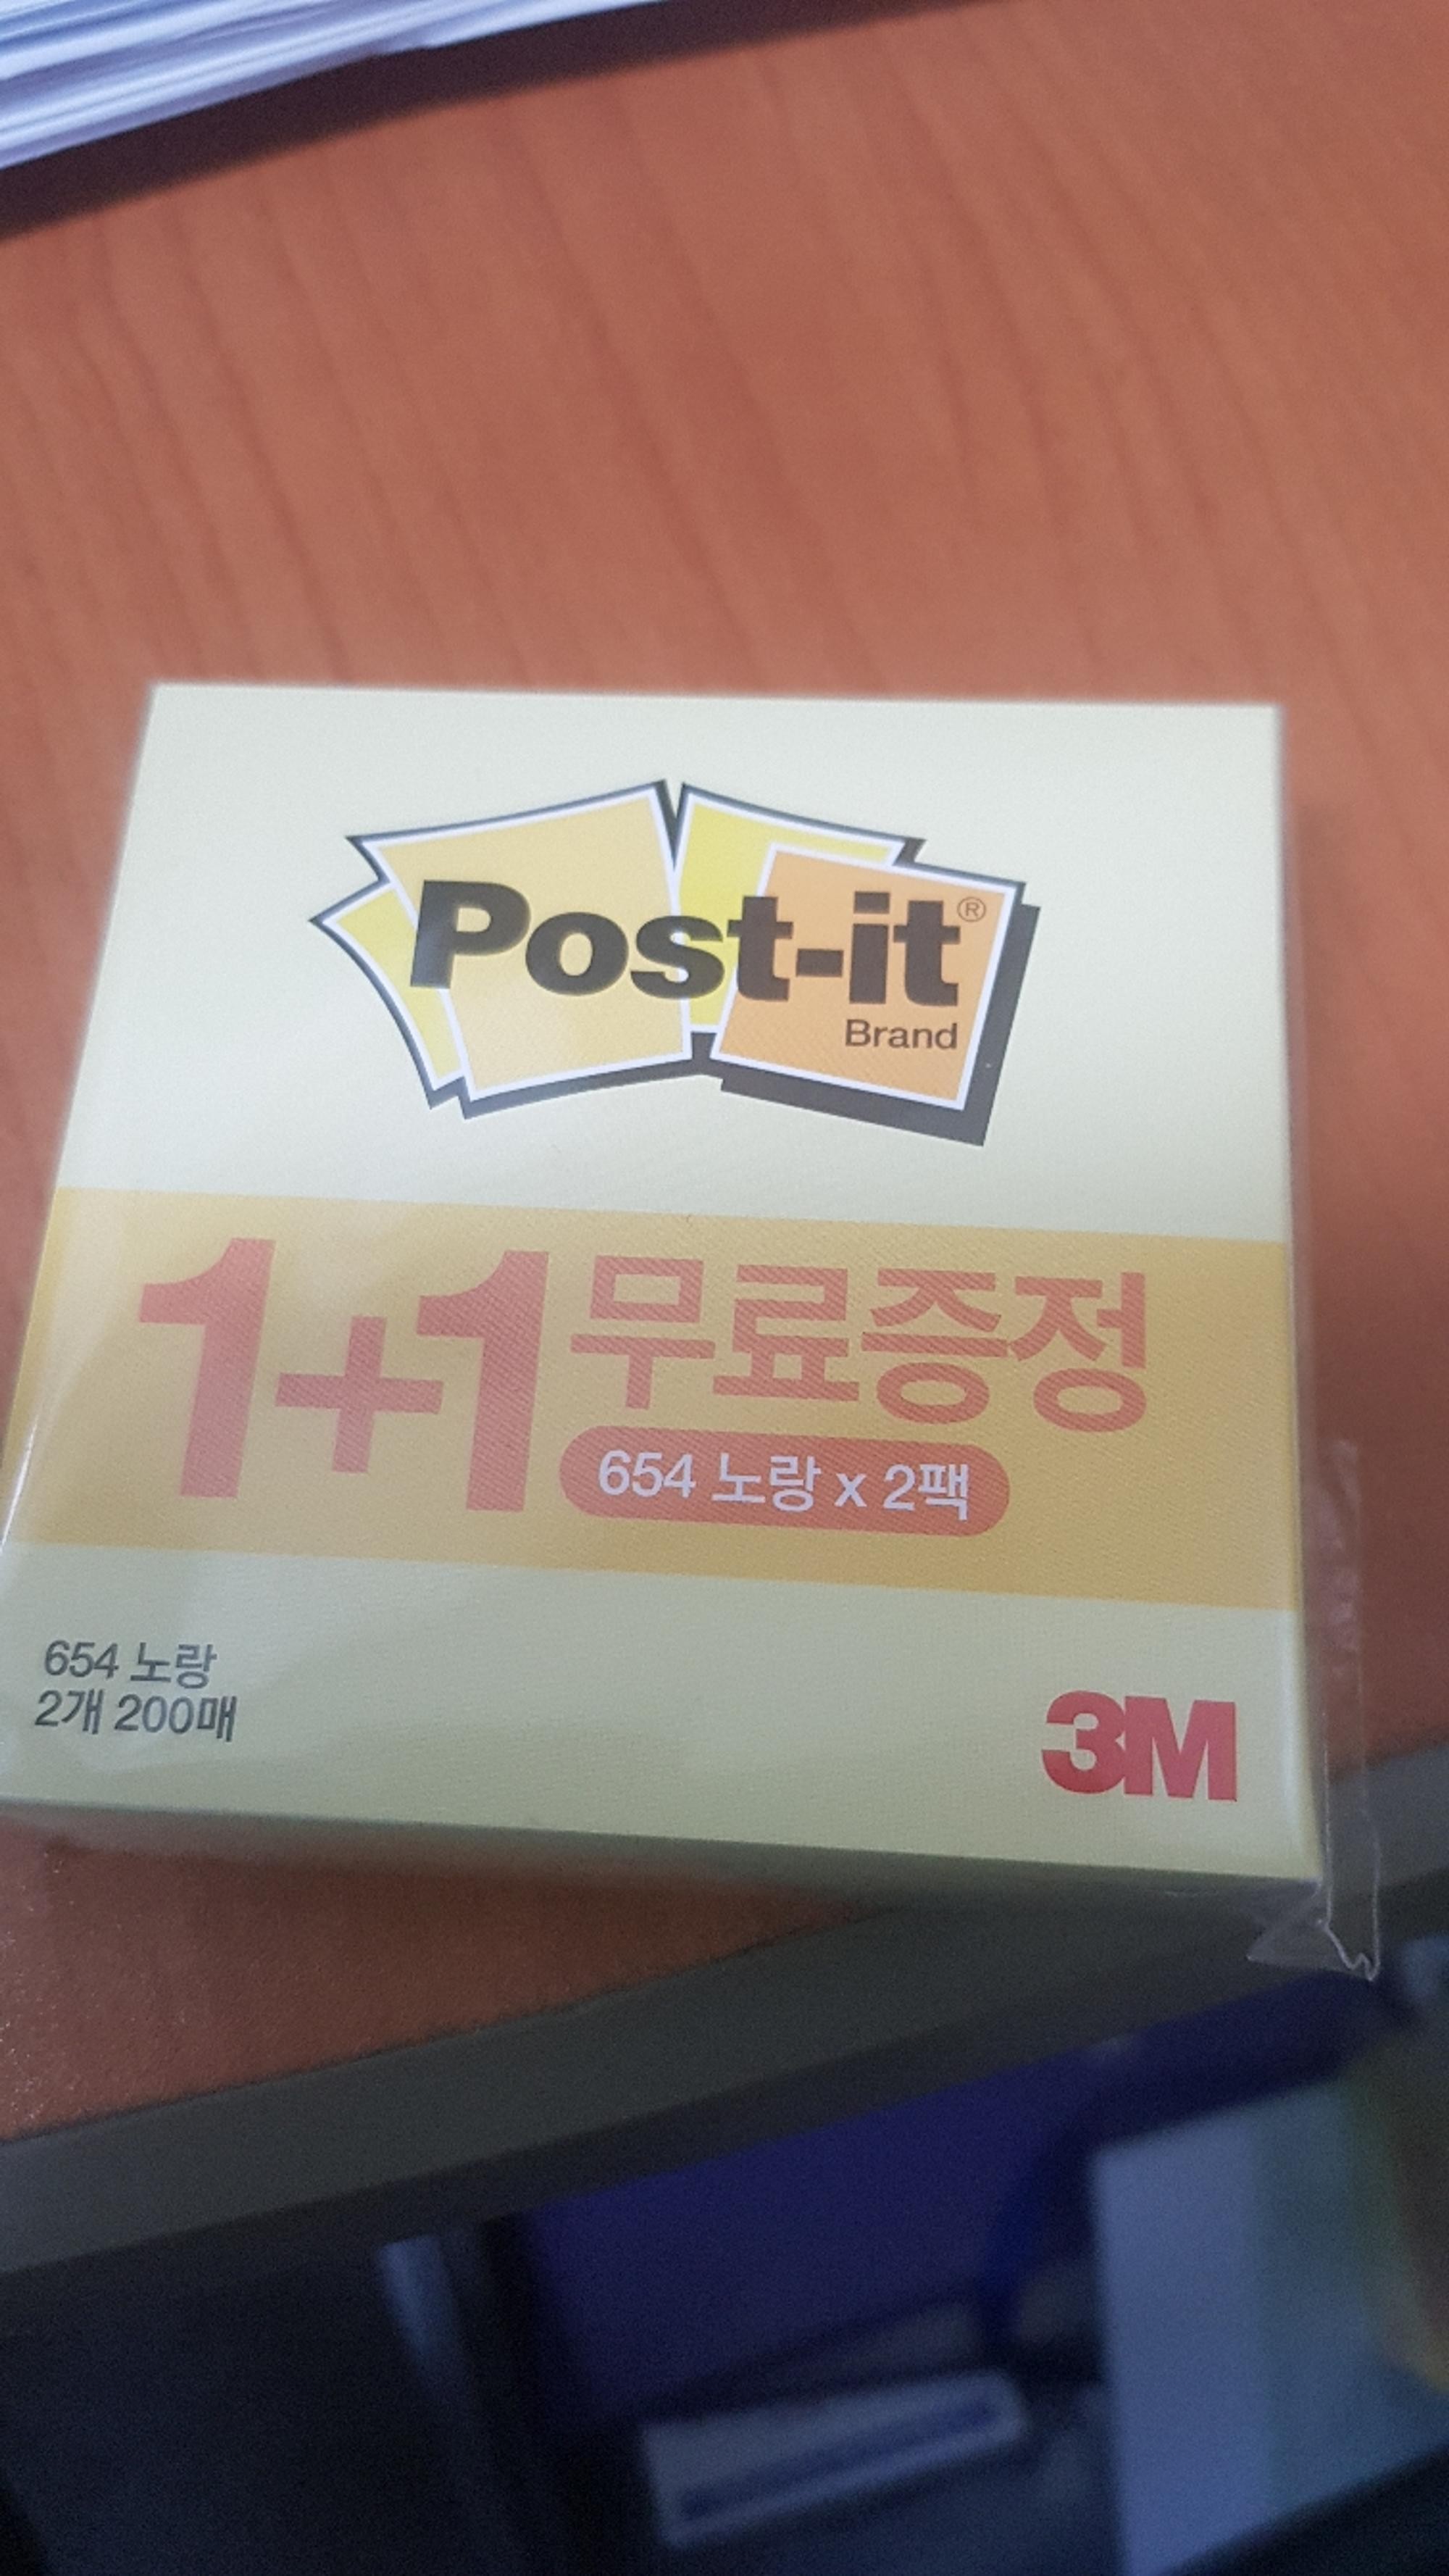 Post-it®
Brand
1+1 무료증정
654 노랑 x 2팩
654 노랑
2개 200매
3M